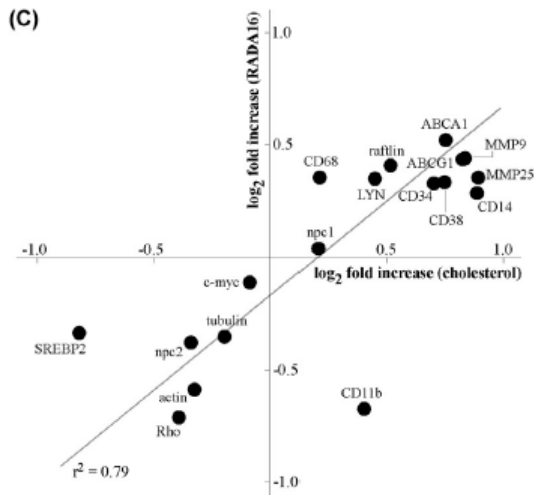 (C)
log2 fold increase (RADA16)
1.0
ABCA1
0.5
raftlin
MMP9
CD68
ABCG1
MMP25
LYN
CD34
CD14
CD38
npc1
-1.0
-0.5
0.5
1.0
log2 fold increase (cholesterol)
c-myc
tubulin
SREBP2
npc2
-0.5
actin
CD11b
Rho
r² = 0.79
-1.0